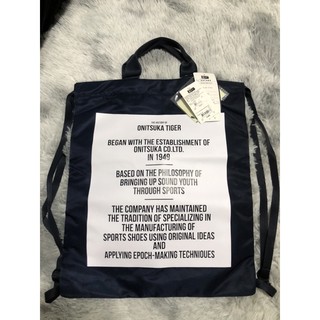 THE HISTORY OF
ONITSUKA TIGER
BEGAN WITH THE ESTABLISHMENT OF
ONITSUKA CO.LTD.
IN 1949
BASED ON THE PHILOSOPHY OF
BRINGING UP SOUND YOUTH
THROUGH SPORTS
THE COMPANY HAS MAINTAINED
THE TRADITION OF SPECIALIZING IN
THE MANUFACTURING OF
SPORTS SHOES USING ORIGINAL IDEAS
AND
APPLYING EPOCH-MAKING TECHNIQUES